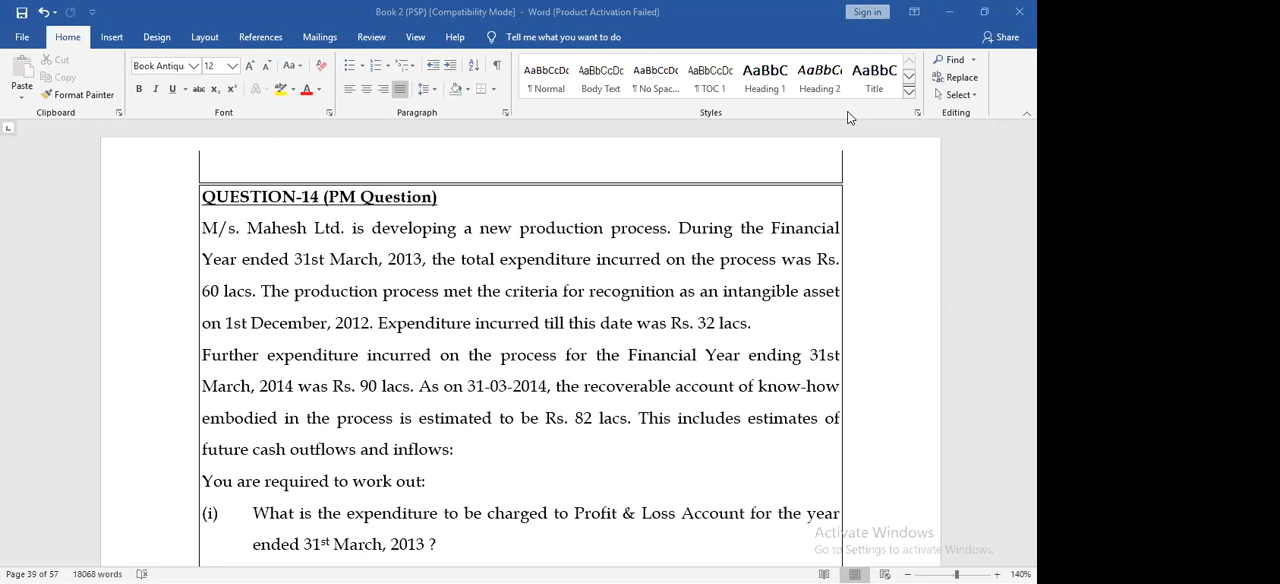 Book 2 (PSP) [Compatibility Mode] - Word (Product Activation Failed)
Sign in
File Home Insert Design Layout References Mailings Review View Help Tell me what you want to do Share
Paste
Cut
Copy
Format Painter
Clipboard
Book Antiqu 12 A A Aa
B I U abc x₂ x² A A
Font
Paragraph
AaBbCcDc AaBbCcDc AaBbCcDc AaBbCcDc AaBbC AaBbC AaBbC
¶ Normal Body Text ¶ No Spac... ¶ TOC 1 Heading 1 Heading 2 Title
Styles
Find
Replace
Select
Editing
QUESTION-14 (PM Question)
M/s. Mahesh Ltd. is developing a new production process. During the Financial
Year ended 31st March, 2013, the total expenditure incurred on the process was Rs.
60 lacs. The production process met the criteria for recognition as an intangible asset
on 1st December, 2012. Expenditure incurred till this date was Rs. 32 lacs.
Further expenditure incurred on the process for the Financial Year ending 31st
March, 2014 was Rs. 90 lacs. As on 31-03-2014, the recoverable account of know-how
embodied in the process is estimated to be Rs. 82 lacs. This includes estimates of
future cash outflows and inflows:
You are required to work out:
(i) What is the expenditure to be charged to Profit & Loss Account for the year
ended 31st March, 2013 ?
Activate Windows
Go to Settings to activate Windows.
Page 39 of 57 18068 words 140%